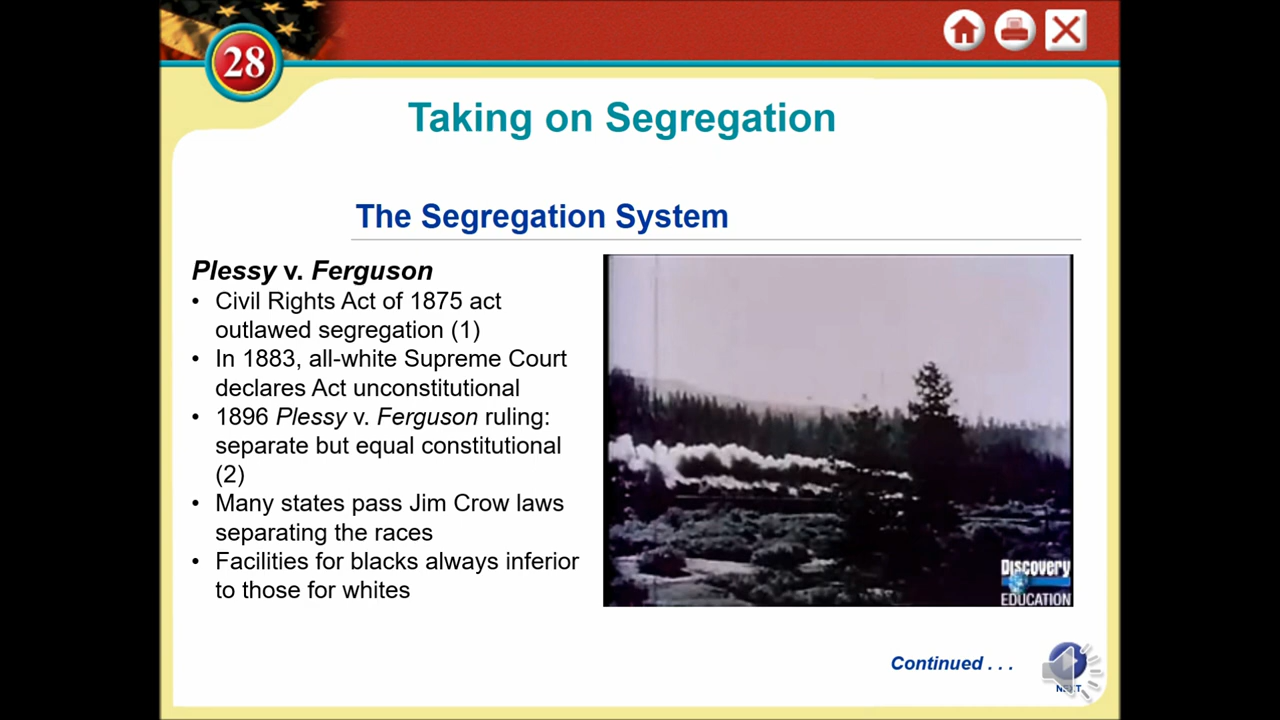 28
Taking on Segregation
The Segregation System
Plessy v. Ferguson
• Civil Rights Act of 1875 act
outlawed segregation (1)
• In 1883, all-white Supreme Court
declares Act unconstitutional
• 1896 Plessy v. Ferguson ruling:
separate but equal constitutional
(2)
• Many states pass Jim Crow laws
separating the races
• Facilities for blacks always inferior
to those for whites
Discovery
EDUCATION
Continued . . .
NEXT